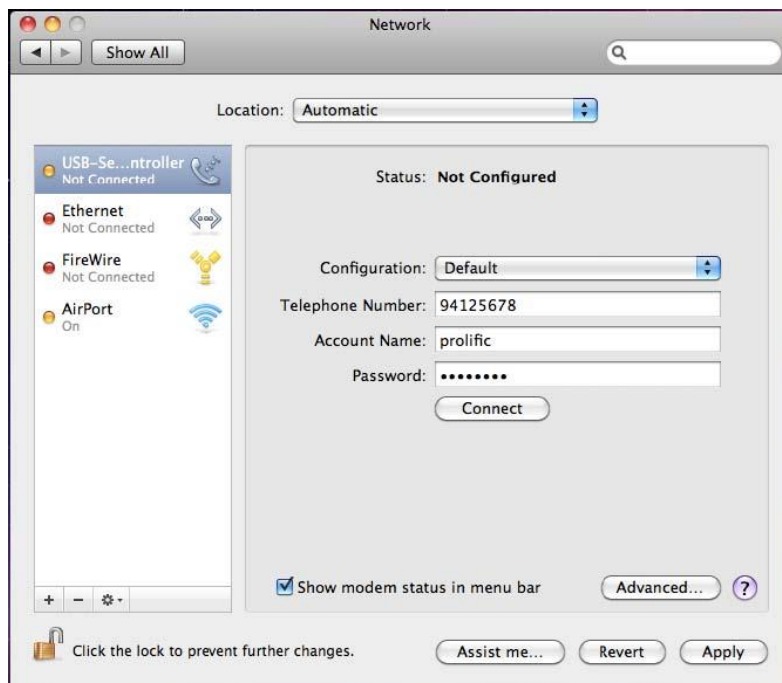 Network
Show All
Location: Automatic
USB-Se...ntroller
Not Connected
Ethernet
Not Connected
FireWire
Not Connected
AirPort
On
Status: Not Configured
Configuration: Default
Telephone Number: 94125678
Account Name: prolific
Password: ••••••••
Connect
Show modem status in menu bar
Advanced...
?
Click the lock to prevent further changes.
Assist me...
Revert
Apply